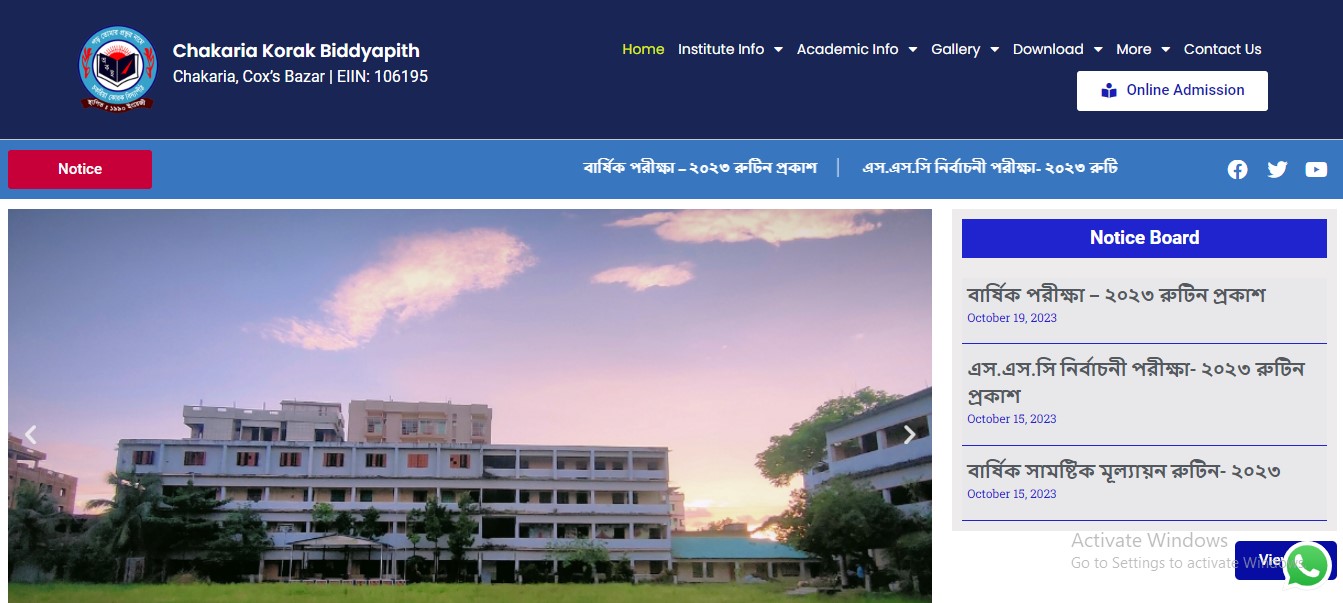 Chakaria Korak Biddyapith
Chakaria, Cox's Bazar | EIIN: 106195
Home Institute Info Academic Info Gallery Download More Contact Us
Online Admission
Notice
বার্ষিক পরীক্ষা – ২০২৩ রুটিন প্রকাশ
এস.এস.সি নির্বাচনী পরীক্ষা- ২০২৩ রুটি
Notice Board
বার্ষিক পরীক্ষা – ২০২৩ রুটিন প্রকাশ
October 19, 2023
এস.এস.সি নির্বাচনী পরীক্ষা- ২০২৩ রুটিন
প্রকাশ
October 15, 2023
বার্ষিক সামষ্টিক মূল্যায়ন রুটিন- ২০২৩
October 15, 2023
Activate Windows
Go to Settings to activate Windows